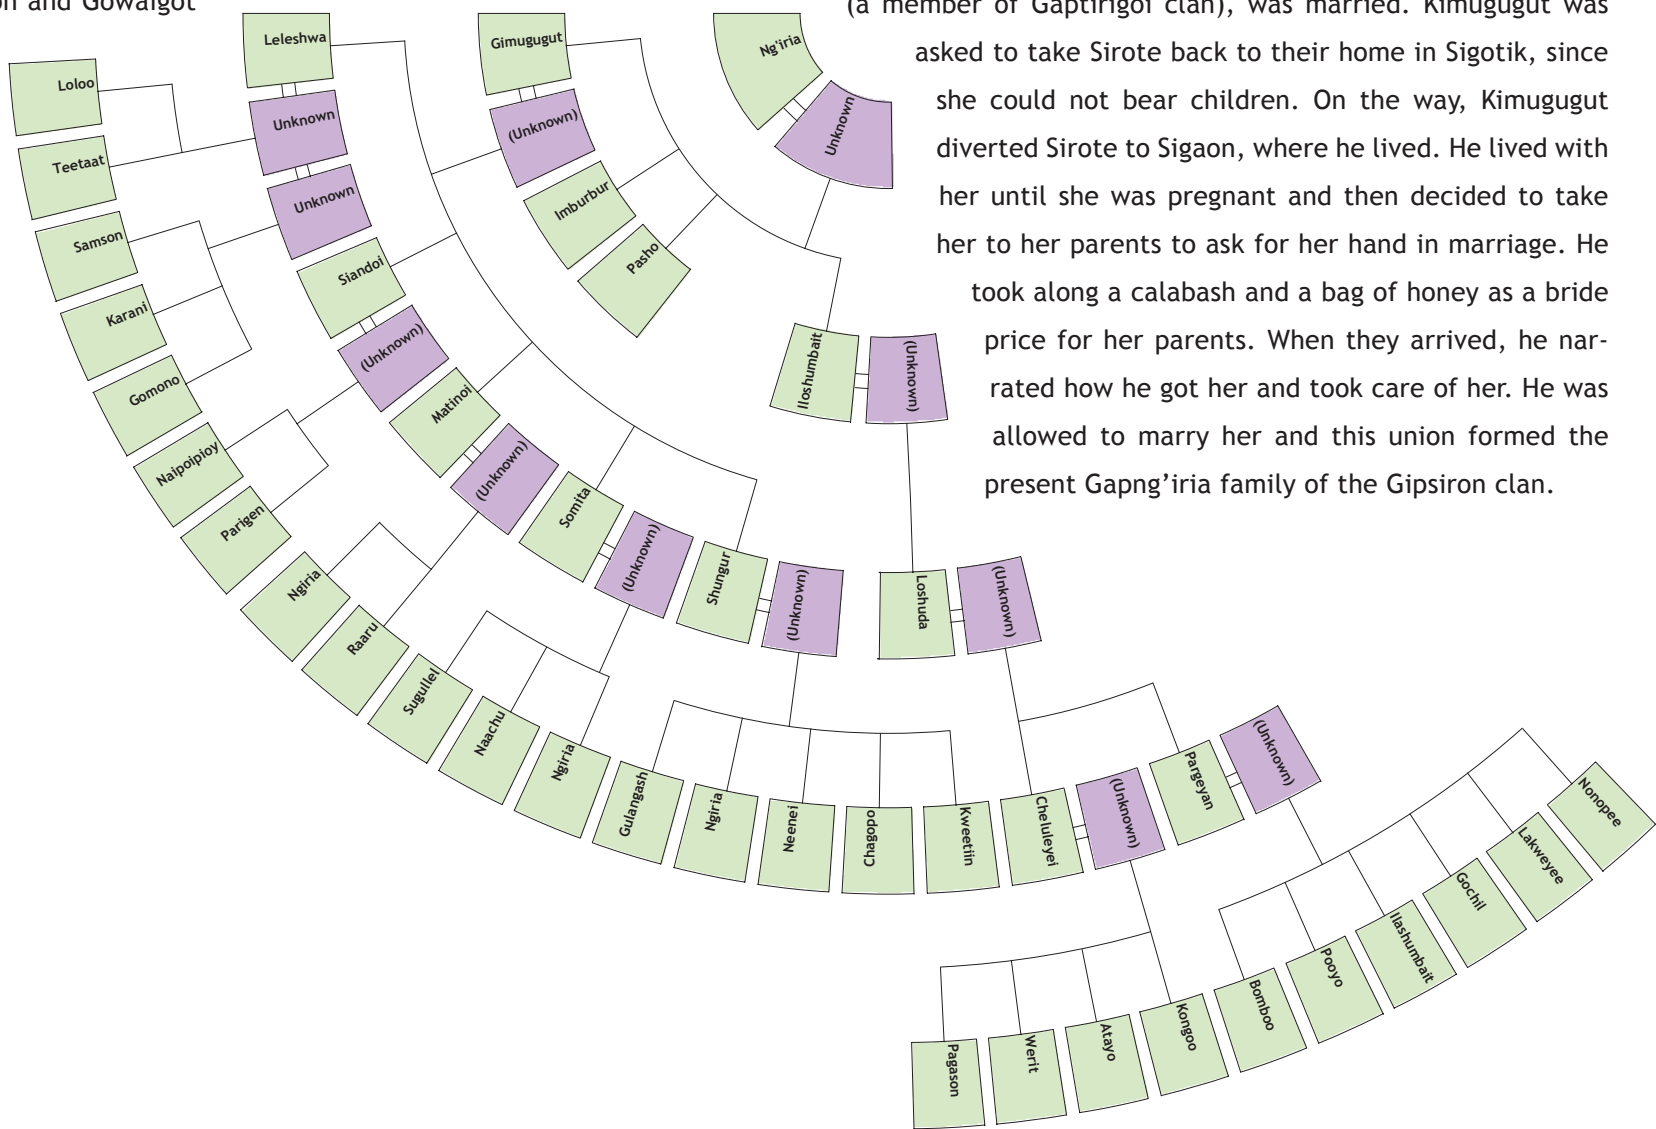 on and Gowaigot
(a member of Gaptirigoi clan), was married. Kimugugut was
asked to take Sirote back to their home in Sigotik, since
she could not bear children. On the way, Kimugugut
diverted Sirote to Sigaon, where he lived. He lived with
her until she was pregnant and then decided to take
her to her parents to ask for her hand in marriage. He
took along a calabash and a bag of honey as a bride
price for her parents. When they arrived, he nar-
rated how he got her and took care of her. He was
allowed to marry her and this union formed the
present Gapng’iria family of the Gipsiron clan.
Ng'iria
Unknown
Gimugugut
(Unknown)
Imburbur
Pasho
Iloshumbait
(Unknown)
Leleshwa
Unknown
Unknown
Siandoi
(Unknown)
Matinoi
(Unknown)
Somita
(Unknown)
Shungur
(Unknown)
Loshuda
(Unknown)
Loloo
Teetaat
Samson
Karani
Gomono
Naipoipioy
Parigen
Ngiria
Raaru
Sugullel
Naachu
Ngiria
Gulangash
Ngiria
Neenei
Chagodo
Kweetiin
Cheluleyei
(Unknown)
Pargeyan
(Unknown)
Pagason
Werit
Atayo
Kongoo
Bomboo
Pooyo
Ilashumbait
Gochil
Lakweyee
Nonopee